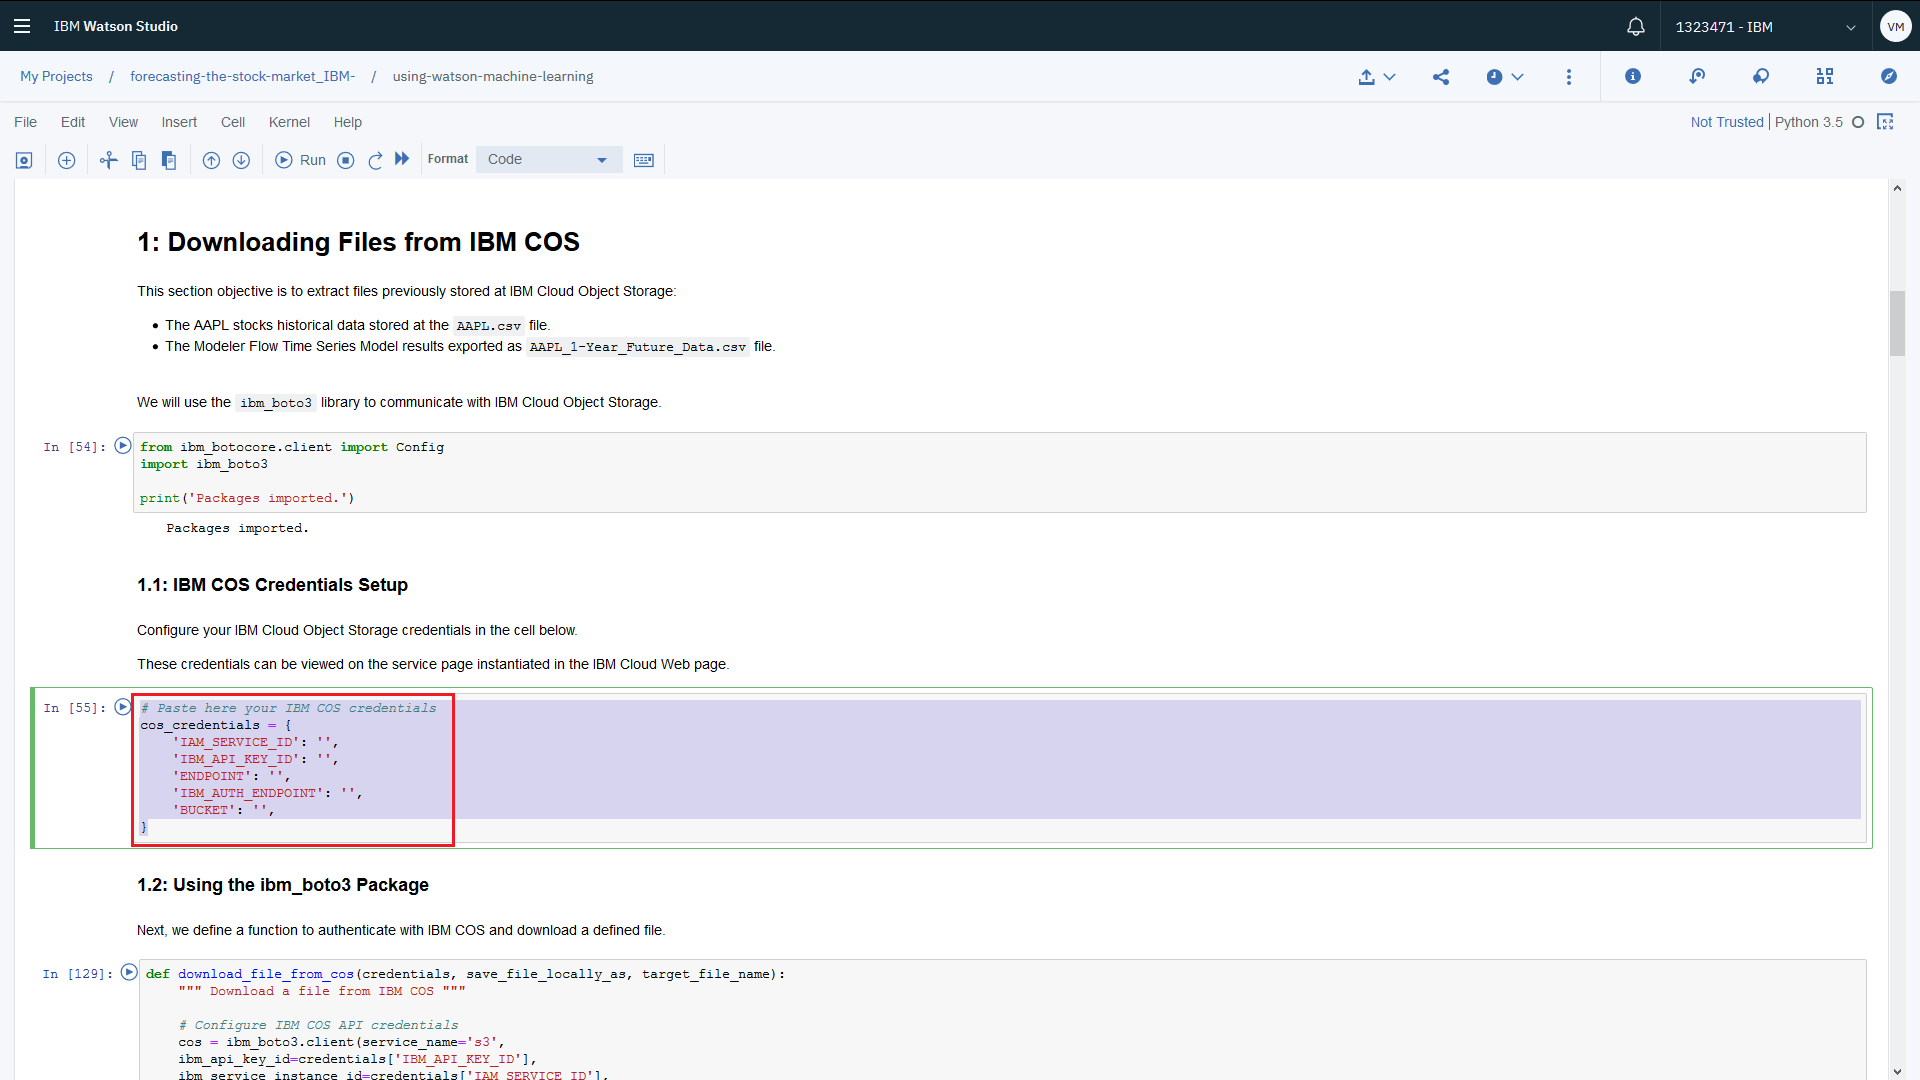 IBM Watson Studio
1323471 - IBM
VM
My Projects / forecasting-the-stock-market_IBM- / using-watson-machine-learning
File Edit View Insert Cell Kernel Help
Not Trusted | Python 3.5
Run
Format
Code
1: Downloading Files from IBM COS
This section objective is to extract files previously stored at IBM Cloud Object Storage:
• The AAPL stocks historical data stored at the AAPL.csv file.
• The Modeler Flow Time Series Model results exported as AAPL_1-Year_Future_Data.csv file.
We will use the ibm_boto3 library to communicate with IBM Cloud Object Storage.
In [54]:
from ibm_botocore.client import Config
import ibm_boto3
print('Packages imported.')
Packages imported.
1.1: IBM COS Credentials Setup
Configure your IBM Cloud Object Storage credentials in the cell below.
These credentials can be viewed on the service page instantiated in the IBM Cloud Web page.
In [55]:
# Paste here your IBM COS credentials
cos_credentials = {
'IAM_SERVICE_ID': '',
'IBM_API_KEY_ID': '',
'ENDPOINT': '',
'IBM_AUTH_ENDPOINT': '',
'BUCKET': '',
}
1.2: Using the ibm_boto3 Package
Next, we define a function to authenticate with IBM COS and download a defined file.
In [129]:
def download_file_from_cos(credentials, save_file_locally_as, target_file_name):
""" Download a file from IBM COS """
# Configure IBM COS API credentials
cos = ibm_boto3.client(service_name='s3',
ibm_api_key_id=credentials['IBM_API_KEY_ID'],
ibm_service_instance_id=credentials['IAM_SERVICE_ID'],